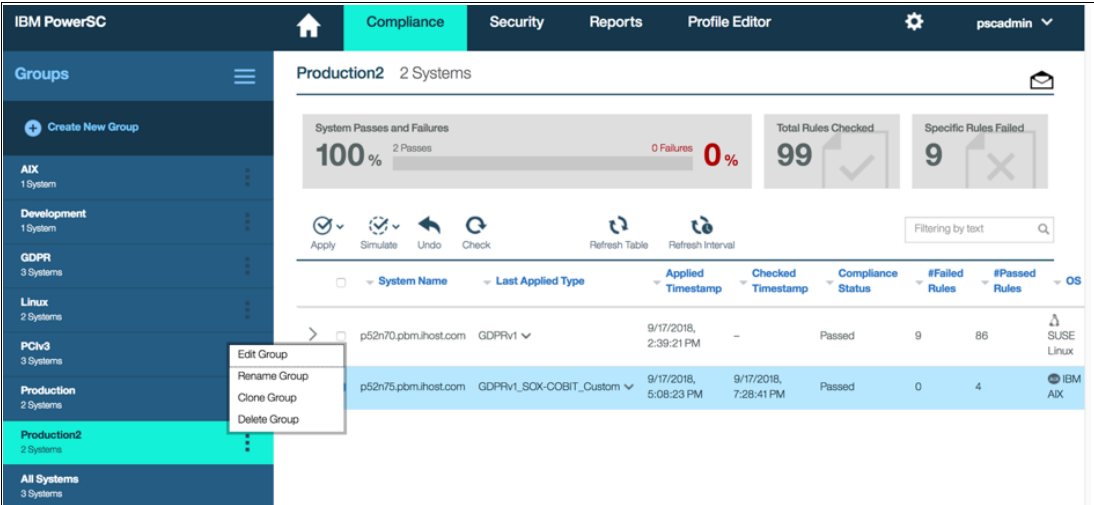 IBM PowerSC
Compliance
Security
Reports
Profile Editor
pscadmin
Groups
Create New Group
AIX
1 System
Development
1 System
GDPR
3 Systems
Linux
2 Systems
PCIv3
3 Systems
Production
2 Systems
Production2
2 Systems
All Systems
3 Systems
Edit Group
Rename Group
Clone Group
Delete Group
Production2 2 Systems
System Passes and Failures
100 % 2 Passes 0 Failures 0 %
Total Rules Checked
99
Specific Rules Failed
9
Apply
Simulate
Undo
Check
Refresh Table
Refresh Interval
Filtering by text
System Name
Last Applied Type
Applied
Timestamp
Checked
Timestamp
Compliance
Status
#Failed
Rules
#Passed
Rules
OS
p52n70.pbm.ihost.com
GDPRv1
9/17/2018,
2:39:21 PM
–
Passed
9
86
SUSE
Linux
p52n75.pbm.ihost.com
GDPRv1_SOX-COBIT_Custom
9/17/2018,
5:08:23 PM
9/17/2018,
7:28:41 PM
Passed
0
4
IBM
AIX